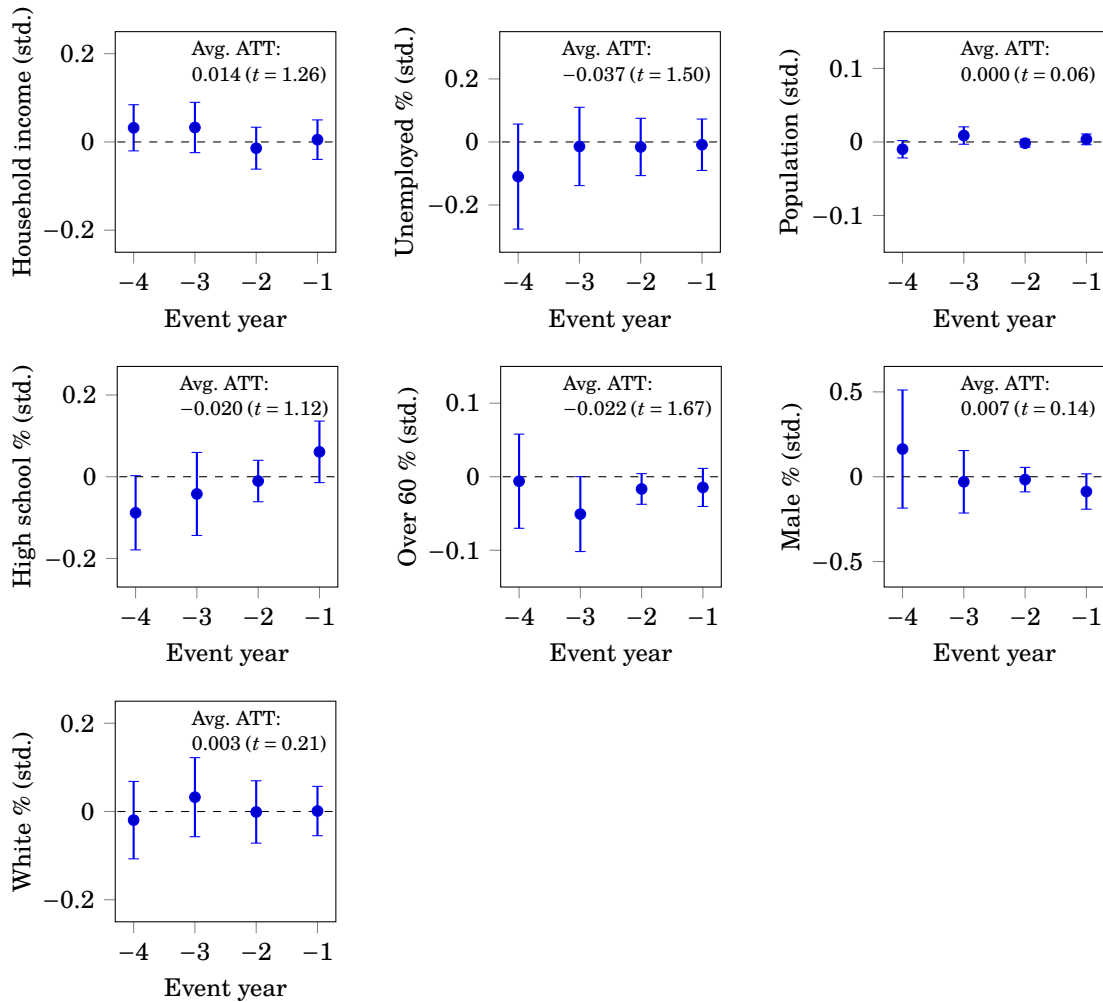 Household income (std.)
0.2
0
−0.2
Avg. ATT:
0.014 (t = 1.26)
−4 −3 −2 −1
Event year
Unemployed % (std.)
0.2
0
−0.2
Avg. ATT:
−0.037 (t = 1.50)
−4 −3 −2 −1
Event year
Population (std.)
0.1
0
−0.1
Avg. ATT:
0.000 (t = 0.06)
−4 −3 −2 −1
Event year
High school % (std.)
0.2
0
−0.2
Avg. ATT:
−0.020 (t = 1.12)
−4 −3 −2 −1
Event year
Over 60 % (std.)
0.1
0
−0.1
Avg. ATT:
−0.022 (t = 1.67)
−4 −3 −2 −1
Event year
Male % (std.)
0.5
0
−0.5
Avg. ATT:
0.007 (t = 0.14)
−4 −3 −2 −1
Event year
White % (std.)
0.2
0
−0.2
Avg. ATT:
0.003 (t = 0.21)
−4 −3 −2 −1
Event year